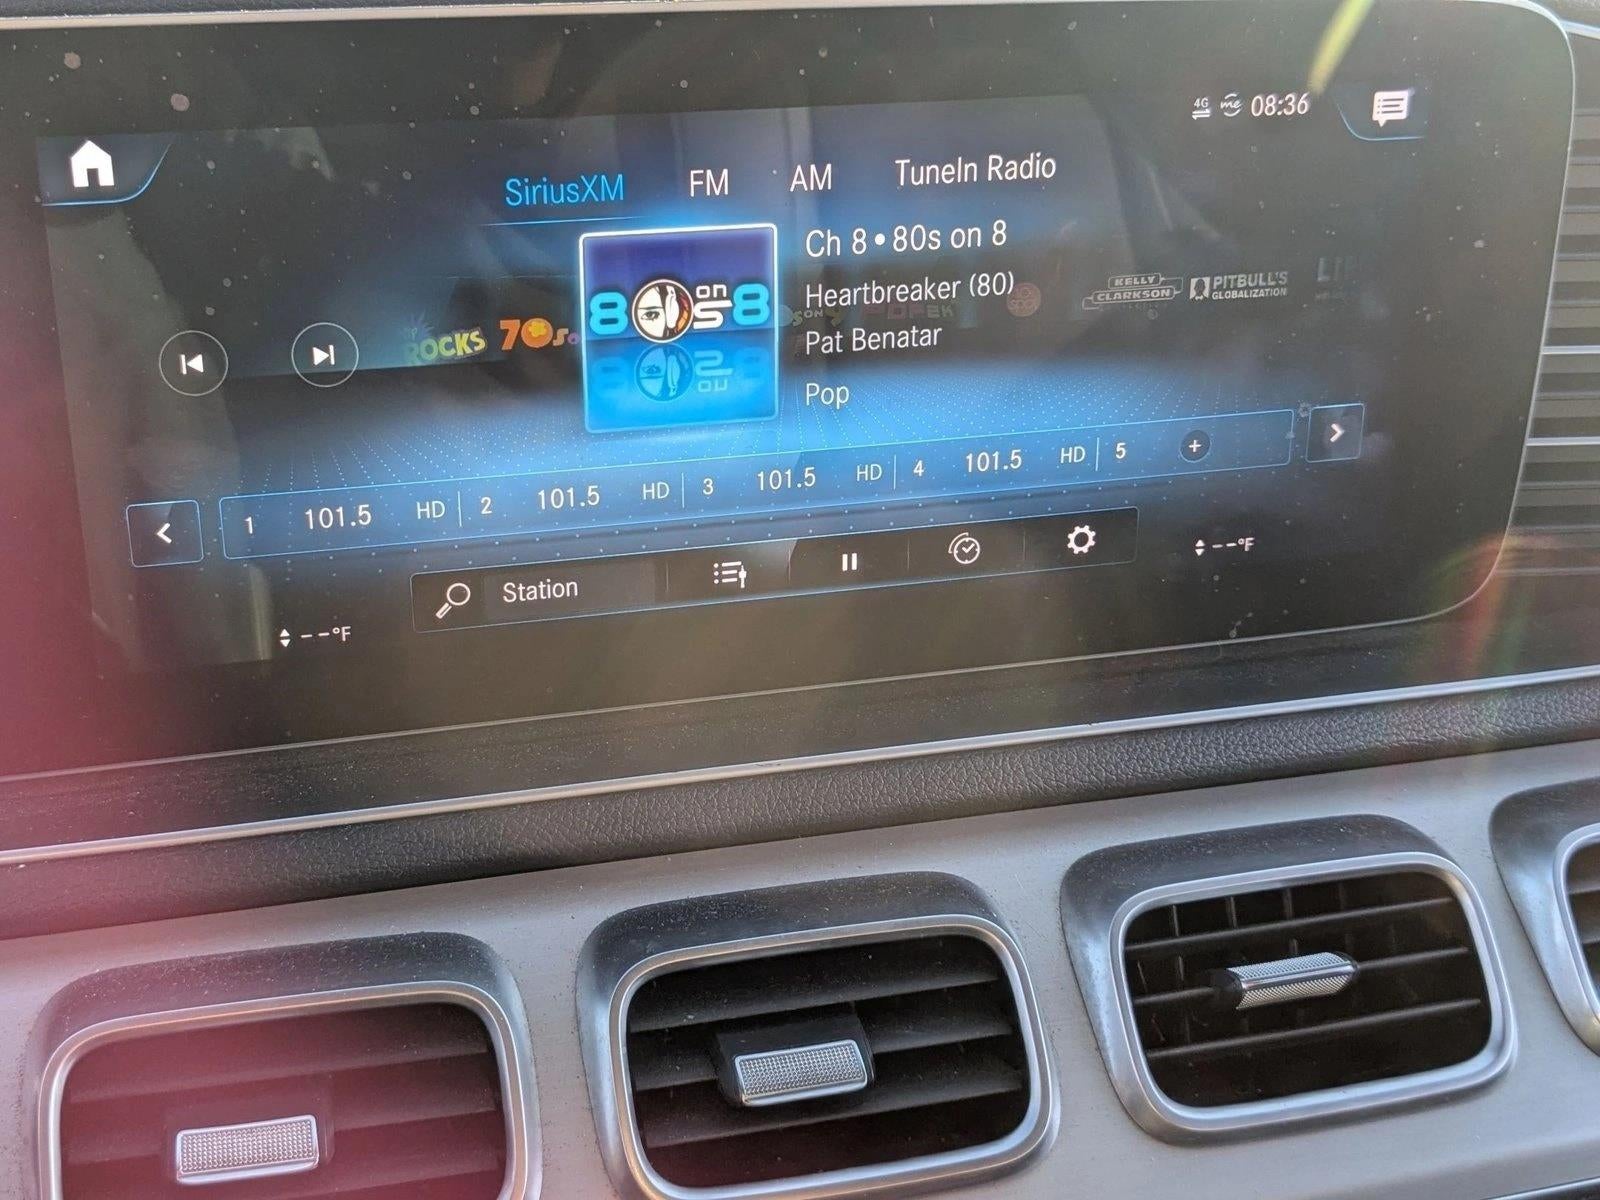 4G me 08:36
SiriusXM FM AM TuneIn Radio
Ch 8 • 80s on 8
Heartbreaker (80)
Pat Benatar
Pop
ROCKS 70s
8 on 8
KELLY CLARKSON
PITBULL'S GLOBALIZATION
1 101.5 HD 2 101.5 HD 3 101.5 HD 4 101.5 HD 5 +
Station
--°F
--°F